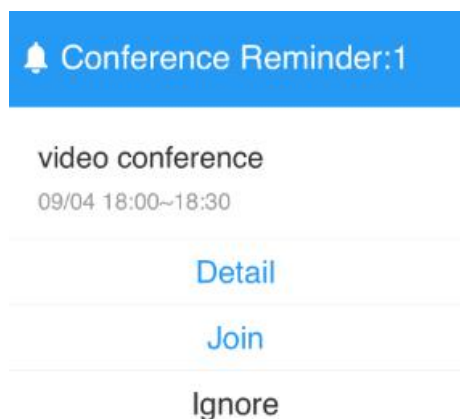 Conference Reminder:1
video conference
09/04 18:00~18:30
Detail
Join
Ignore